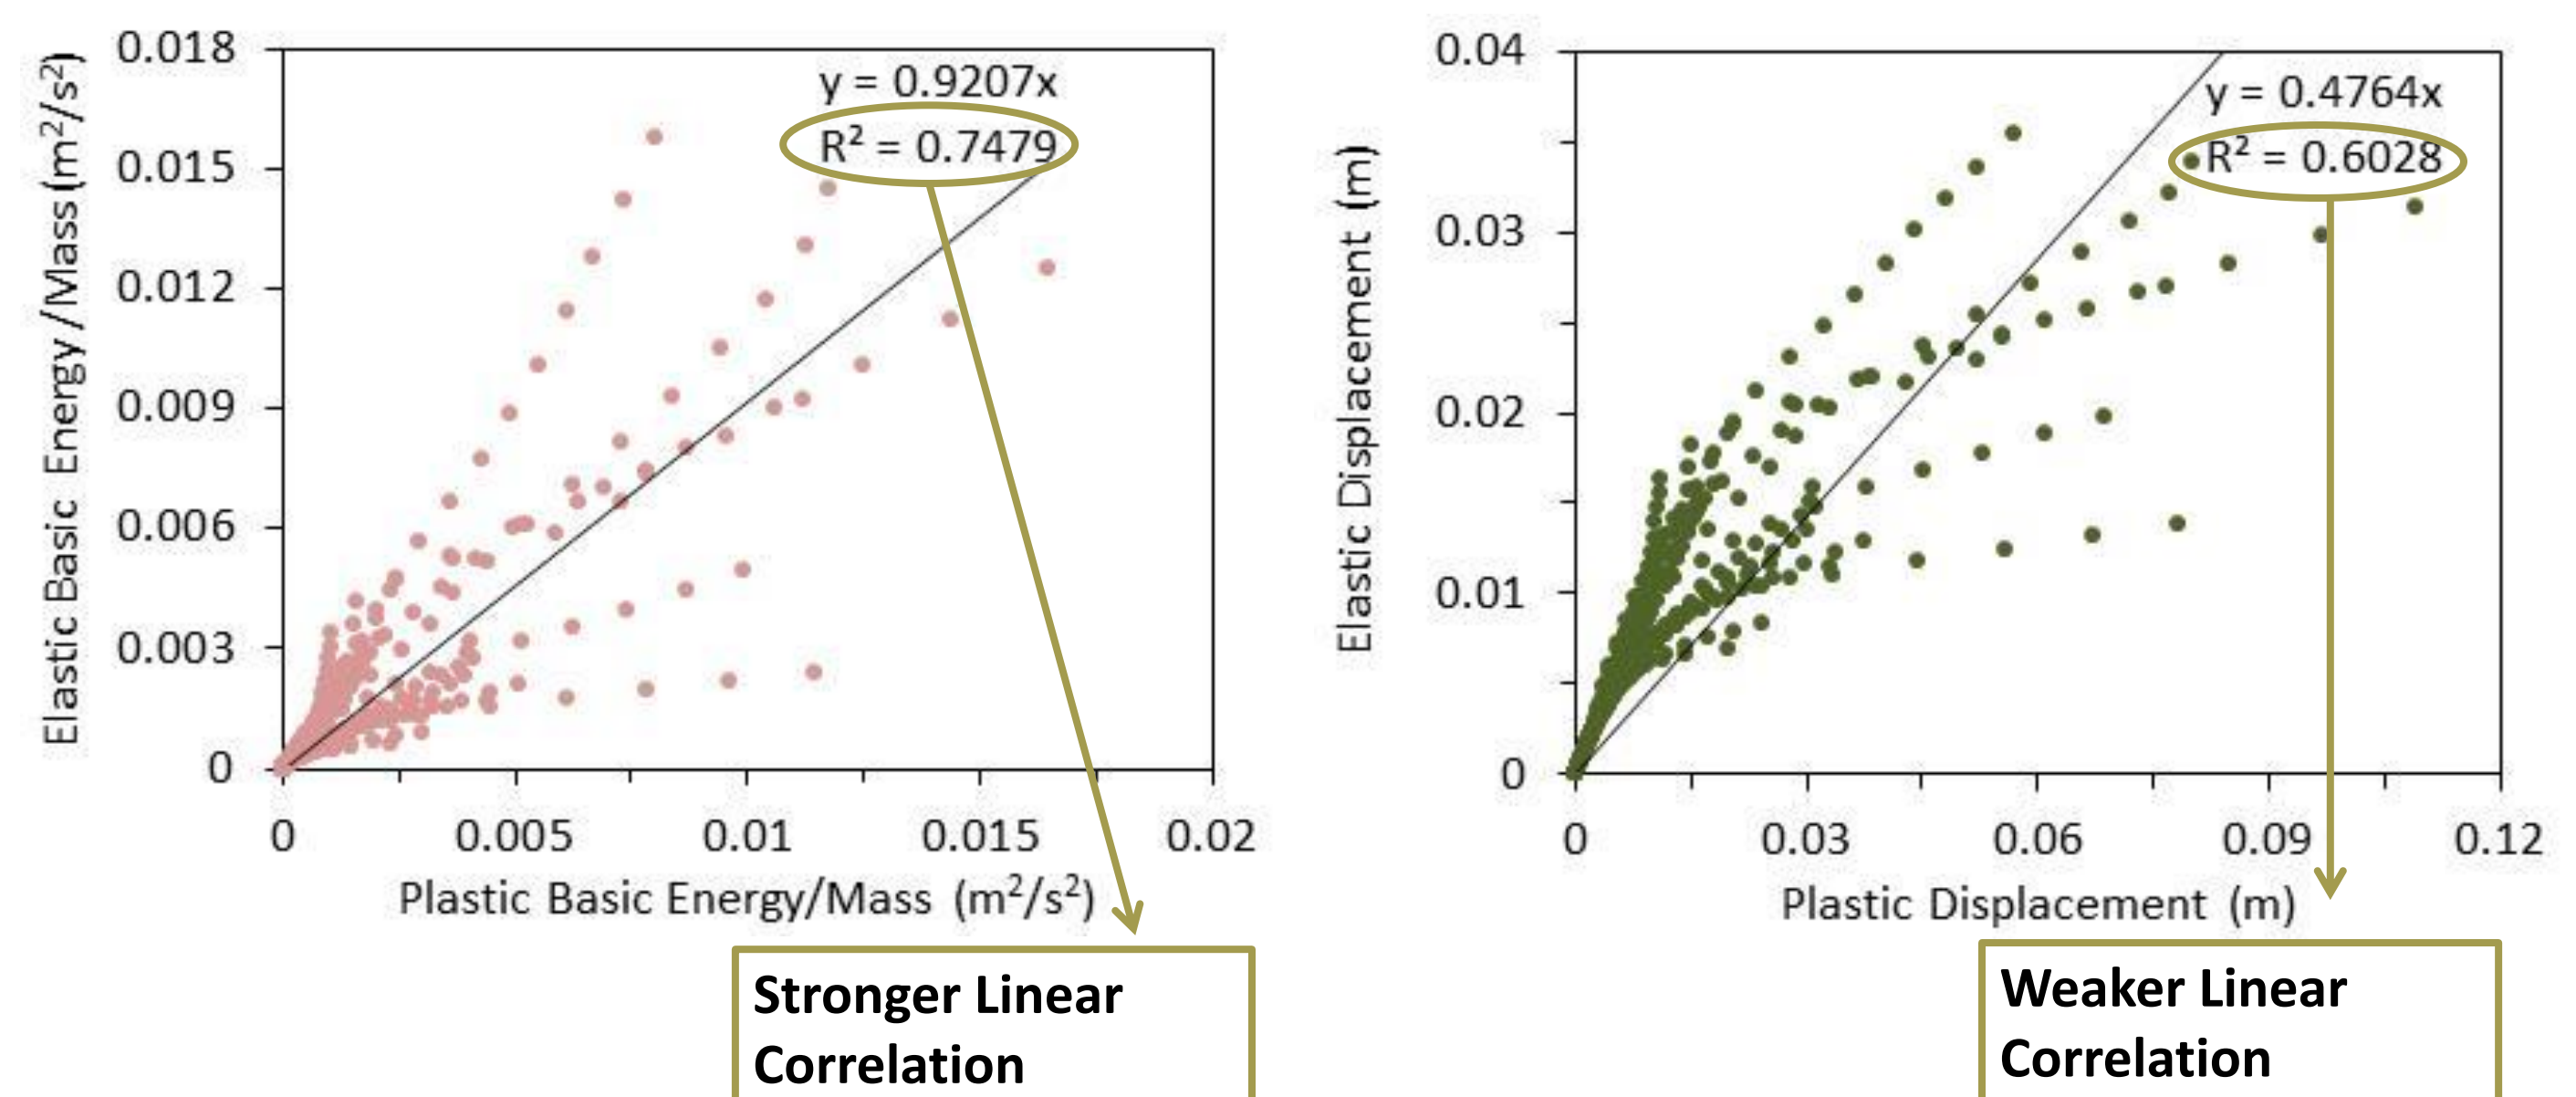 Elastic Basic Energy /Mass (m²/s²)
0.018
0.015
0.012
0.009
0.006
0.003
0
y = 0.9207x
R² = 0.7479
0 0.005 0.01 0.015 0.02
Plastic Basic Energy/Mass (m²/s²)
Stronger Linear
Correlation
Elastic Displacement (m)
0.04
0.03
0.02
0.01
0
y = 0.4764x
R² = 0.6028
0 0.03 0.06 0.09 0.12
Plastic Displacement (m)
Weaker Linear
Correlation